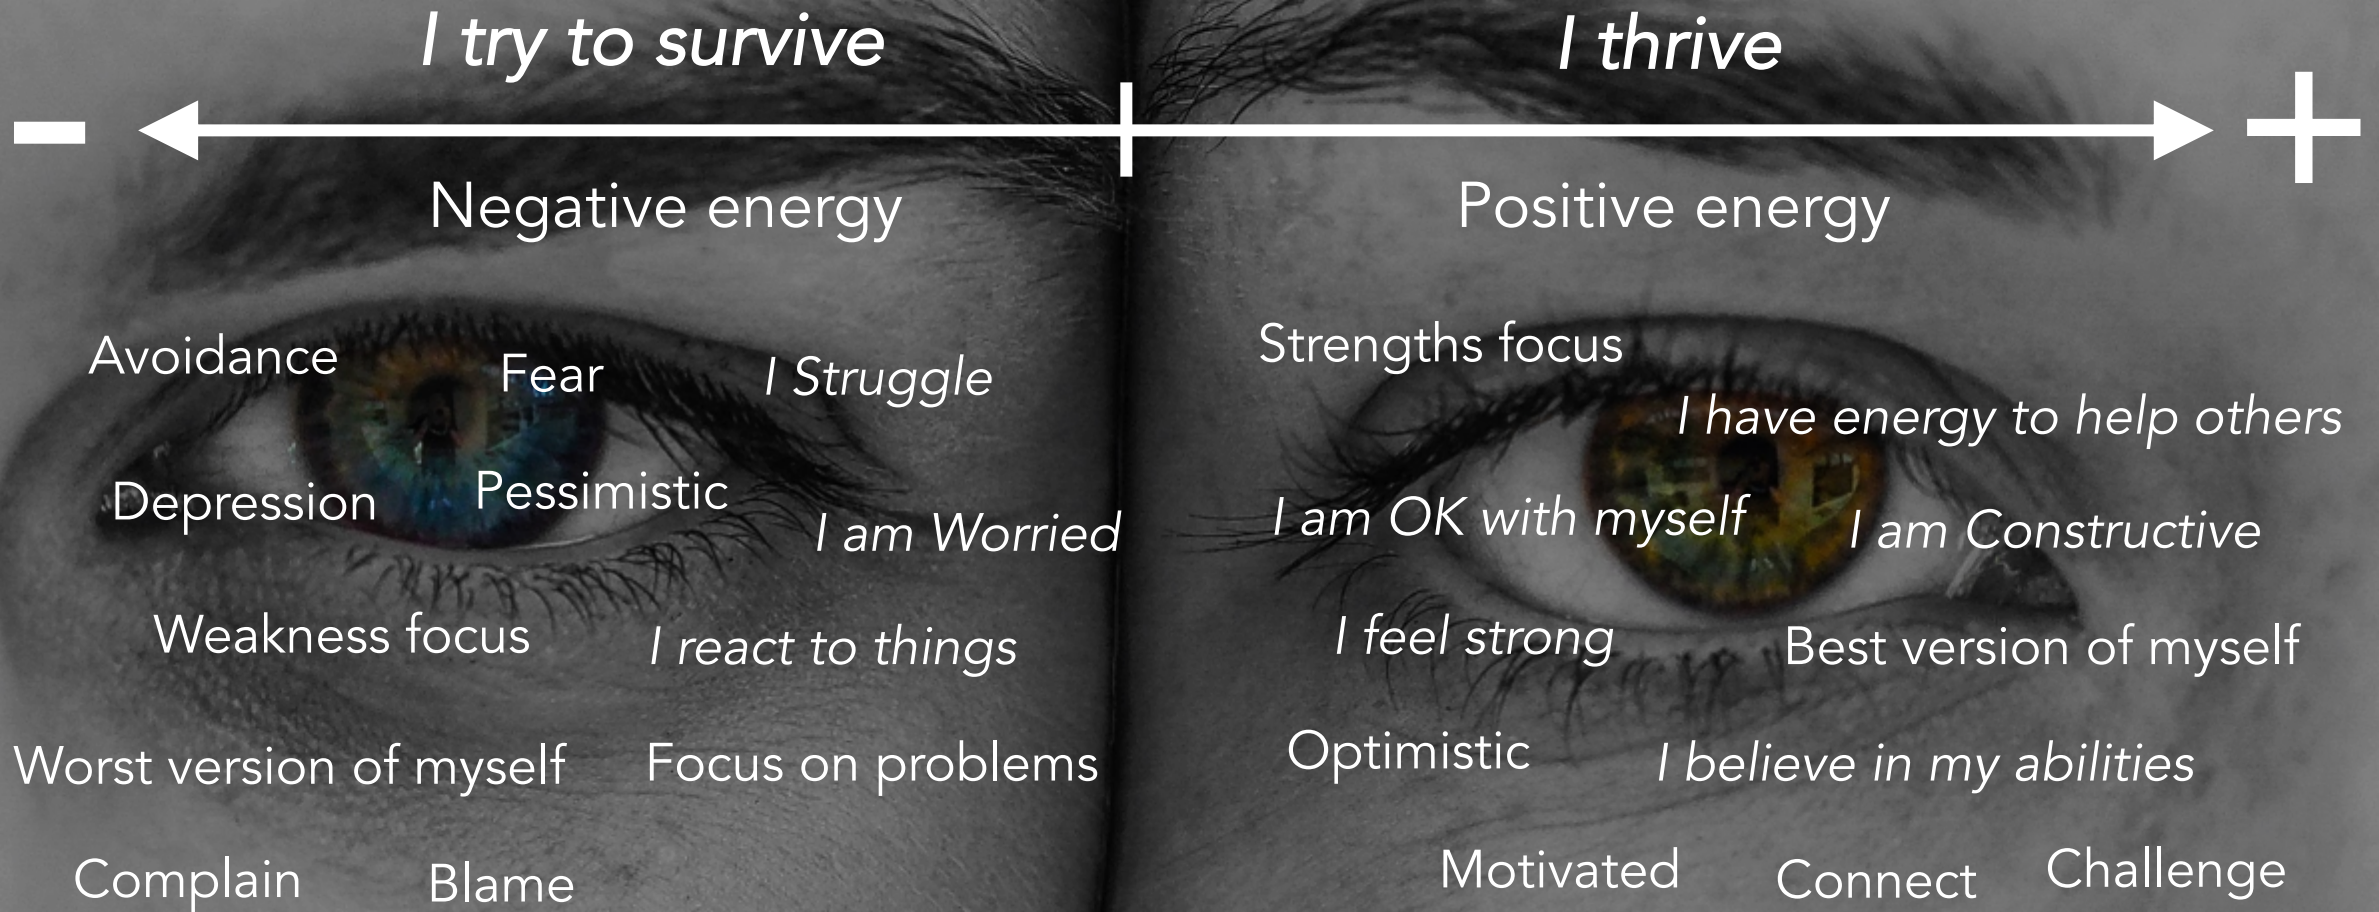 I try to survive
I thrive
-
+
Negative energy
Positive energy
Avoidance
Fear
I Struggle
Depression
Pessimistic
I am Worried
Weakness focus
I react to things
Worst version of myself
Focus on problems
Complain
Blame
Strengths focus
I have energy to help others
I am OK with myself
I am Constructive
I feel strong
Best version of myself
Optimistic
I believe in my abilities
Motivated
Connect
Challenge